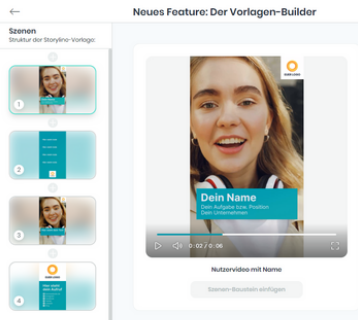 Neues Feature: Der Vorlagen-Builder
Szenen
Struktur der Storyline-Vorlage:
1
2
3
4
Dein Name
Deine Aufgabe bzw. Position
Dein Unternehmen
0:02 / 0:06
Nutzervideo mit Name
Szenen-Baustein einfügen